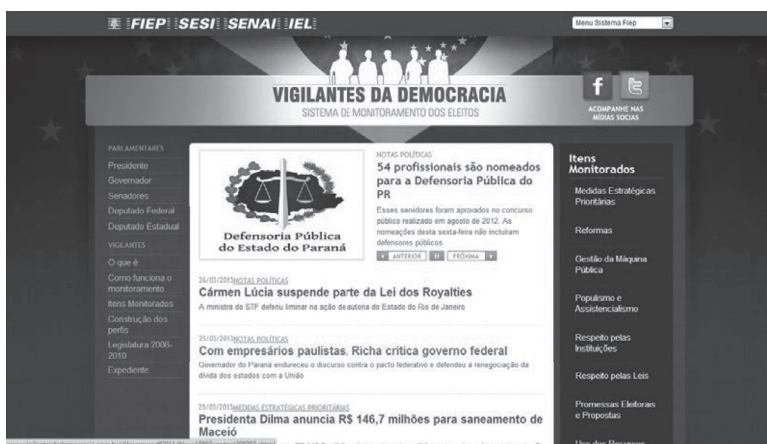 FIEP SESI SENAI IEL
Menu Sistema Fiep
VIGILANTES DA DEMOCRACIA
SISTEMA DE MONITORAMENTO DOS ELEITOS
ACOMPANHE NAS
MÍDIAS SOCIAS
PARLAMENTARES
Presidente
Governador
Senadores
Deputado Federal
Deputado Estadual
VIGILANTES
O que é
Como funciona o
monitoramento
Itens Monitorados
Construção dos
perfis
Legislatura 2006-
2010
Expediente
Defensoria Pública
do Estado do Paraná
NOTAS POLÍTICAS
54 profissionais são nomeados
para a Defensoria Pública do
PR
Esses servidores foram aprovados no concurso
público realizado em agosto de 2012. As
nomeações desta sexta-feira não incluíram
defensores públicos
ANTERIOR
PRÓXIMA
26/03/2013NOTAS POLÍTICAS
Cármen Lúcia suspende parte da Lei dos Royalties
A ministra do STF deferiu liminar na ação de autoria do Estado do Rio de Janeiro
25/03/2013NOTAS POLÍTICAS
Com empresários paulistas, Richa critica governo federal
Governador do Paraná endureceu o discurso contra o pacto federativo e defendeu a renegociação da
dívida dos estados com a União
25/03/2013MEDIDAS ESTRATÉGICAS PRIORITÁRIAS
Presidenta Dilma anuncia R$ 146,7 milhões para saneamento de
Maceió
Itens
Monitorados
Medidas Estratégicas
Prioritárias
Reformas
Gestão da Máquina
Pública
Populismo e
Assistencialismo
Respeito pelas
Instituições
Respeito pelas Leis
Promessas Eleitorais
e Propostas
Uso dos Recursos